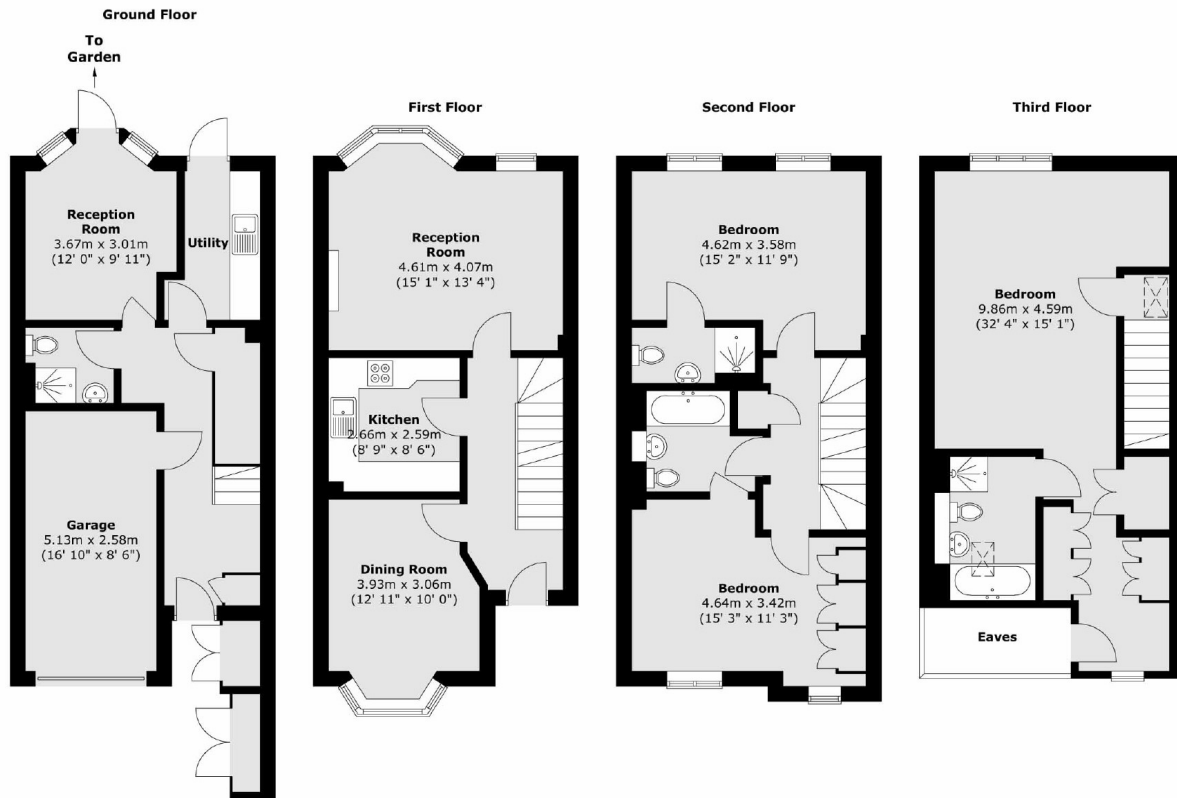 Ground Floor
To
Garden
Reception
Room
3.67m x 3.01m
(12' 0" x 9' 11")
Utility
Garage
5.13m x 2.58m
(16' 10" x 8' 6")
First Floor
Reception
Room
4.61m x 4.07m
(15' 1" x 13' 4")
Kitchen
2.66m x 2.59m
(8' 9" x 8' 6")
Dining Room
3.93m x 3.06m
(12' 11" x 10' 0")
Second Floor
Bedroom
4.62m x 3.58m
(15' 2" x 11' 9")
Bedroom
4.64m x 3.42m
(15' 3" x 11' 3")
Third Floor
Bedroom
9.86m x 4.59m
(32' 4" x 15' 1")
Eaves